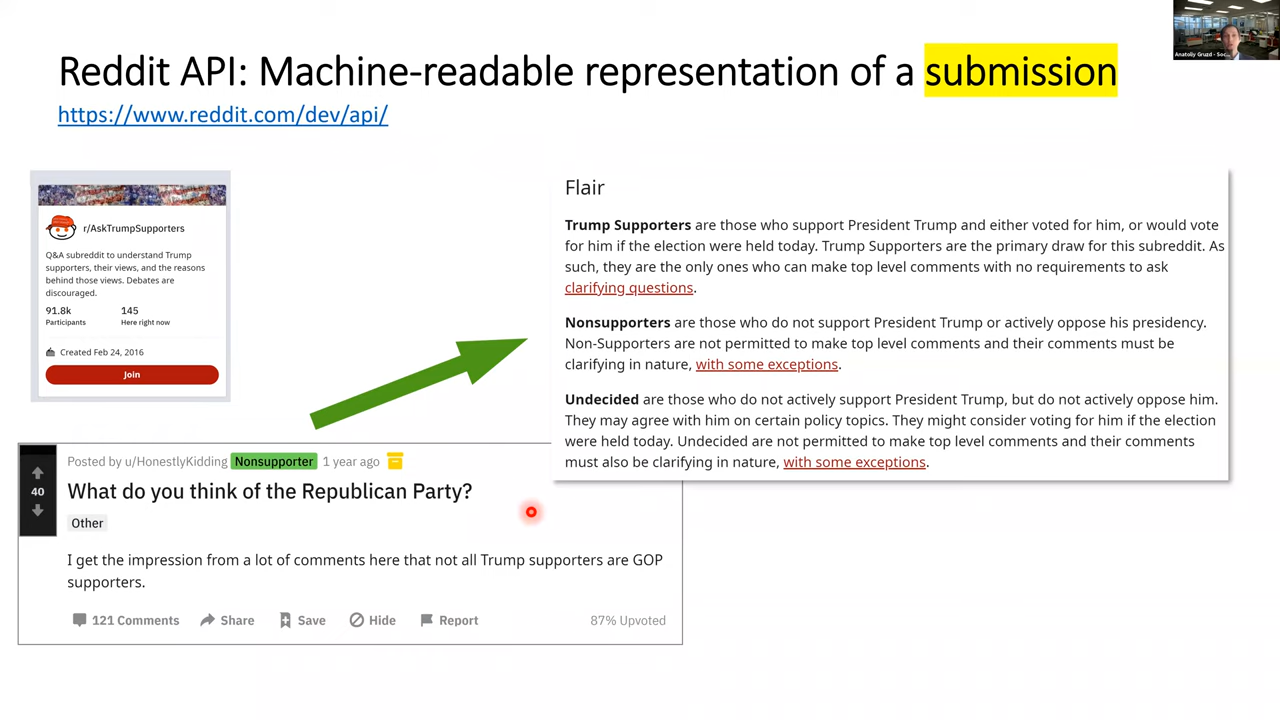 Reddit API: Machine-readable representation of a submission
https://www.reddit.com/dev/api/
Anatoliy Gruzd - Soc...
r/AskTrumpSupporters
Q&A subreddit to understand Trump
supporters, their views, and the reasons
behind those views. Debates are
discouraged.
91.8k 145
Participants Here right now
Created Feb 24, 2016
Join
Flair
Trump Supporters are those who support President Trump and either voted for him, or would vote
for him if the election were held today. Trump Supporters are the primary draw for this subreddit. As
such, they are the only ones who can make top level comments with no requirements to ask
clarifying questions.
Nonsupporters are those who do not support President Trump or actively oppose his presidency.
Non-Supporters are not permitted to make top level comments and their comments must be
clarifying in nature, with some exceptions.
Undecided are those who do not actively support President Trump, but do not actively oppose him.
They may agree with him on certain policy topics. They might consider voting for him if the election
were held today. Undecided are not permitted to make top level comments and their comments
must also be clarifying in nature, with some exceptions.
Posted by u/HonestlyKidding Nonsupporter 1 year ago
40
What do you think of the Republican Party?
Other
I get the impression from a lot of comments here that not all Trump supporters are GOP
supporters.
121 Comments Share Save Hide Report 87% Upvoted